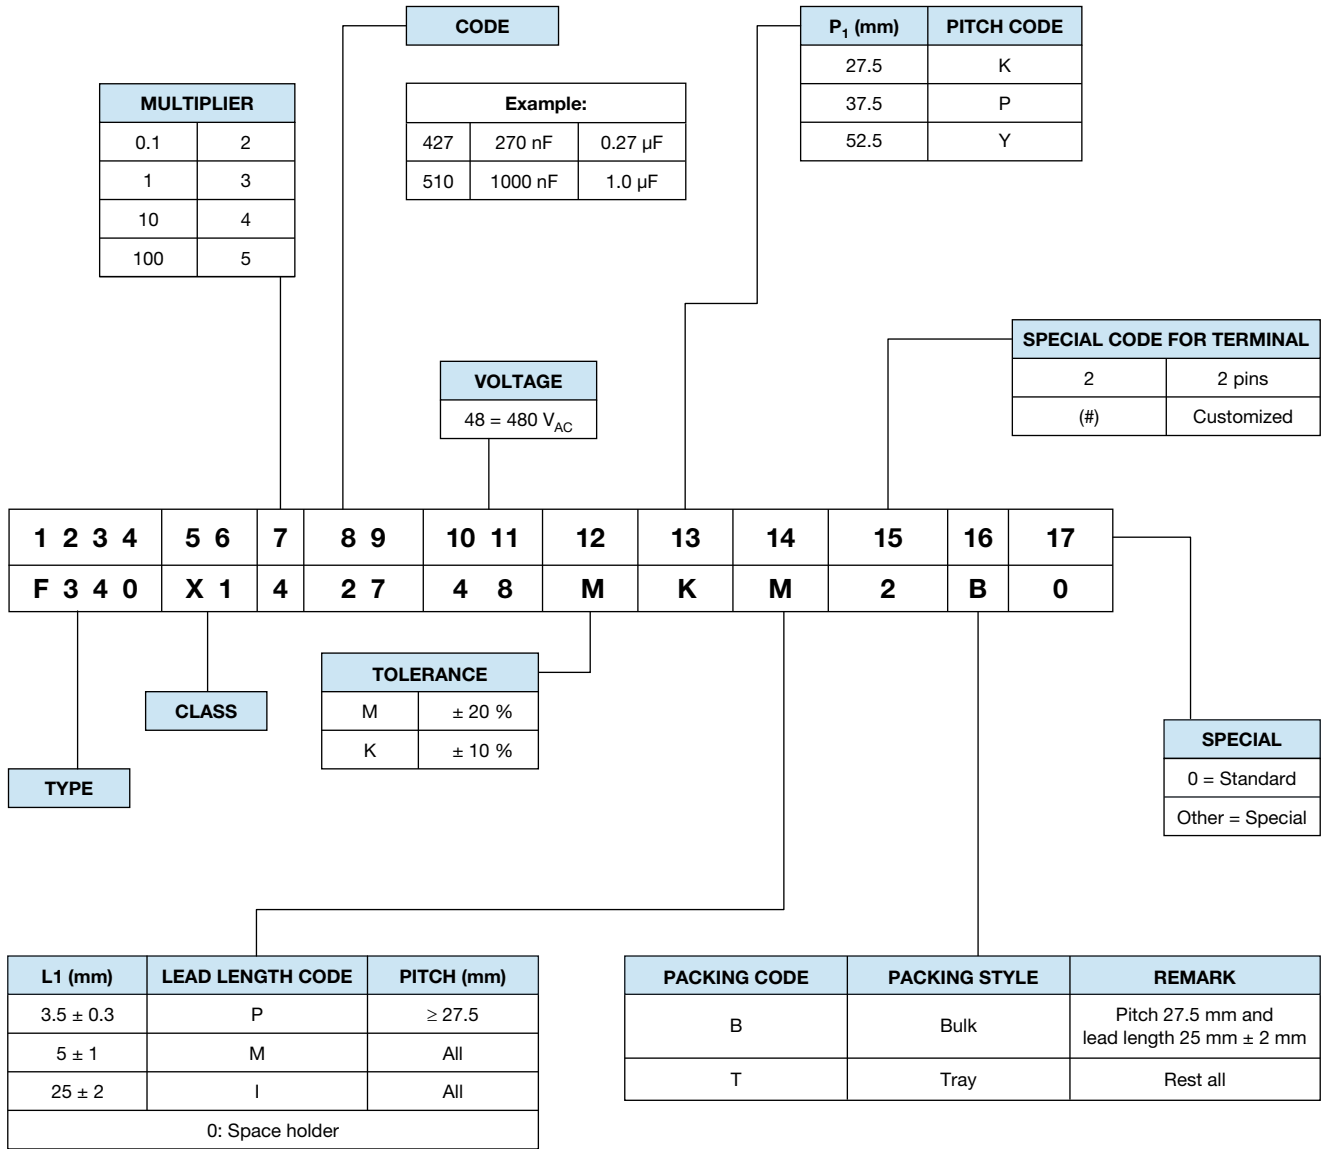 CODE
P1 (mm) PITCH CODE
27.5 K
37.5 P
52.5 Y
MULTIPLIER
0.1 2
1 3
10 4
100 5
Example:
427 270 nF 0.27 µF
510 1000 nF 1.0 µF
SPECIAL CODE FOR TERMINAL
2 2 pins
(#) Customized
VOLTAGE
48 = 480 VAC
1 2 3 4 5 6 7 8 9 10 11 12 13 14 15 16 17
F 3 4 0 X 1 4 2 7 4 8 M K M 2 B 0
TOLERANCE
M ± 20 %
K ± 10 %
CLASS
TYPE
SPECIAL
0 = Standard
Other = Special
L1 (mm) LEAD LENGTH CODE PITCH (mm)
3.5 ± 0.3 P ≥ 27.5
5 ± 1 M All
25 ± 2 I All
0: Space holder
PACKING CODE PACKING STYLE REMARK
B Bulk Pitch 27.5 mm and
lead length 25 mm ± 2 mm
T Tray Rest all